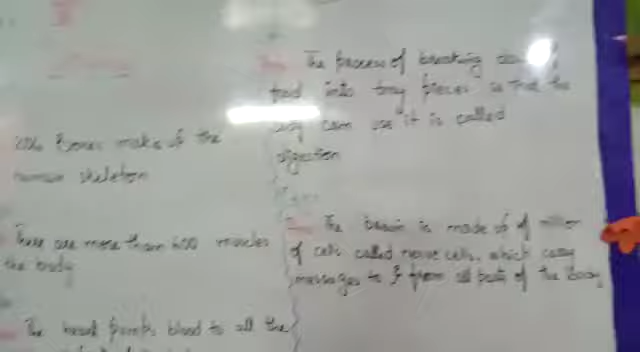 206 Bones make up the
human skeleton
There are more than 600 muscles
the body
The heart pumps blood to all the
The process of breaking down of
food into tiny pieces so that the
body can use it is called
digestion
The brain is made up of million
of cells called nerve cells, which carry
messages to & from all parts of the Body